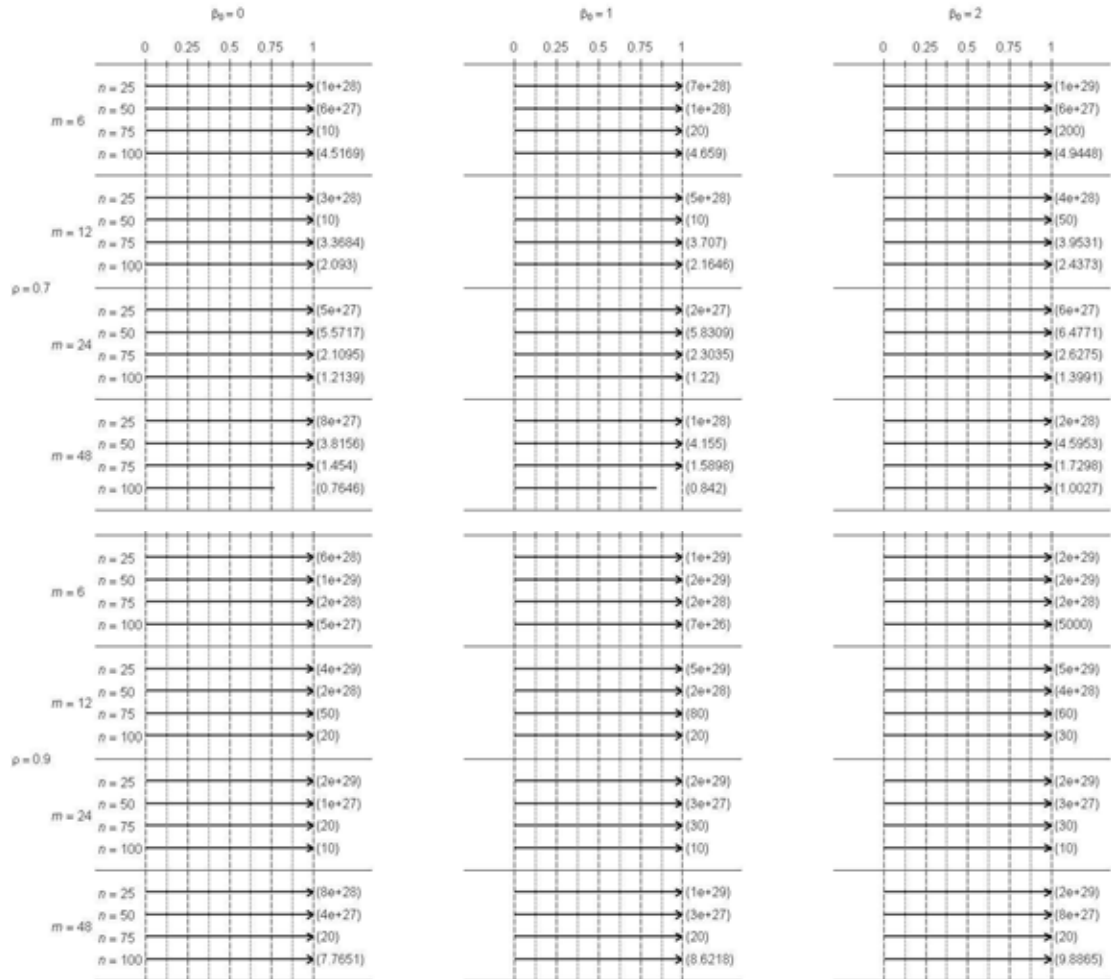 β₀ = 0 β₀ = 1 β₀ = 2
0 0.25 0.5 0.75 1 0 0.25 0.5 0.75 1 0 0.25 0.5 0.75 1
ρ = 0.7
m = 6
n = 25 (1e+28) (7e+28) (1e+29)
n = 50 (6e+27) (1e+28) (6e+27)
n = 75 (10) (20) (200)
n = 100 (4.5169) (4.659) (4.9448)
m = 12
n = 25 (3e+28) (5e+28) (4e+28)
n = 50 (10) (10) (50)
n = 75 (3.3684) (3.707) (3.9531)
n = 100 (2.093) (2.1646) (2.4373)
m = 24
n = 25 (5e+27) (2e+27) (6e+27)
n = 50 (5.5717) (5.8309) (6.4771)
n = 75 (2.1095) (2.3035) (2.6275)
n = 100 (1.2139) (1.22) (1.3991)
m = 48
n = 25 (8e+27) (1e+28) (2e+28)
n = 50 (3.8156) (4.155) (4.5953)
n = 75 (1.454) (1.5898) (1.7298)
n = 100 (0.7646) (0.842) (1.0027)
ρ = 0.9
m = 6
n = 25 (6e+28) (1e+29) (2e+29)
n = 50 (1e+29) (2e+29) (2e+29)
n = 75 (2e+28) (2e+28) (2e+28)
n = 100 (5e+27) (7e+26) (5000)
m = 12
n = 25 (4e+29) (5e+29) (5e+29)
n = 50 (2e+28) (2e+28) (4e+28)
n = 75 (50) (80) (60)
n = 100 (20) (20) (30)
m = 24
n = 25 (2e+29) (2e+29) (2e+29)
n = 50 (1e+27) (3e+27) (3e+27)
n = 75 (20) (30) (30)
n = 100 (10) (10) (10)
m = 48
n = 25 (8e+28) (1e+29) (2e+29)
n = 50 (4e+27) (3e+27) (8e+27)
n = 75 (20) (20) (20)
n = 100 (7.7651) (8.6218) (9.8865)